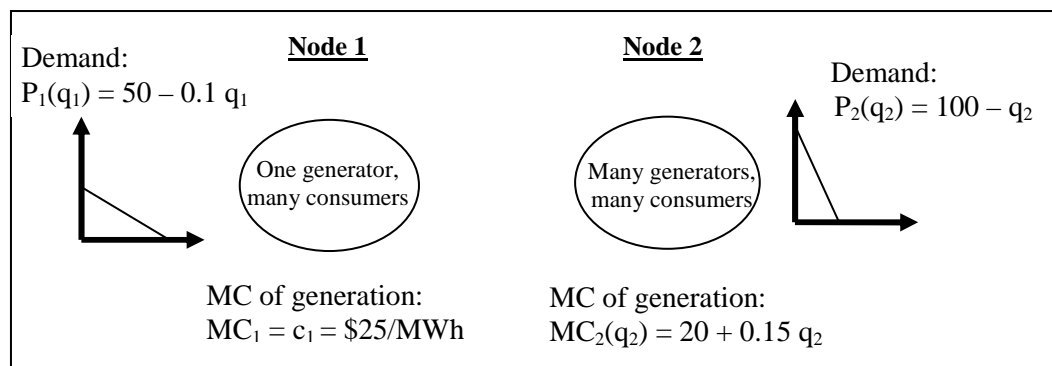 Node 1
Node 2
Demand:
P₁(q₁) = 50 – 0.1 q₁
Demand:
P₂(q₂) = 100 – q₂
One generator,
many consumers
Many generators,
many consumers
MC of generation:
MC₁ = c₁ = $25/MWh
MC of generation:
MC₂(q₂) = 20 + 0.15 q₂